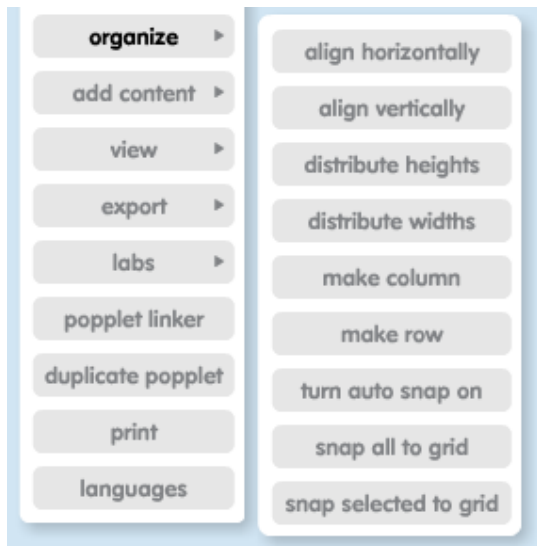 organize
add content
view
export
labs
popplet linker
duplicate popplet
print
languages
align horizontally
align vertically
distribute heights
distribute widths
make column
make row
turn auto snap on
snap all to grid
snap selected to grid